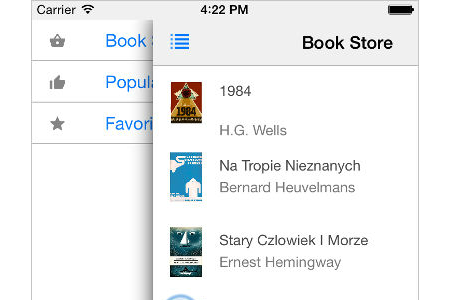 Carrier 4:22 PM
Book S
Book Store
Popula
Favori
1984
H.G. Wells
Na Tropie Nieznanych
Bernard Heuvelmans
Stary Czlowiek I Morze
Ernest Hemingway
1984